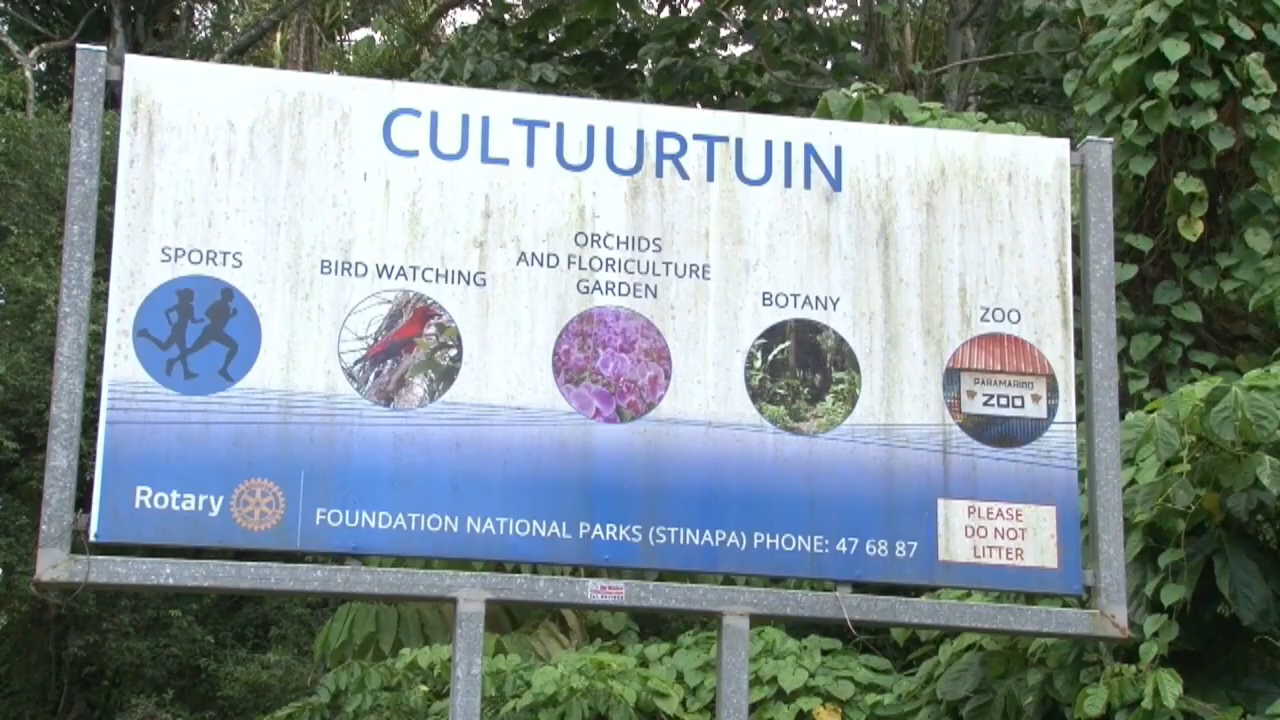 CULTUURTUIN
SPORTS
BIRD WATCHING
ORCHIDS
AND FLORICULTURE
GARDEN
BOTANY
ZOO
PARAMARIBO
ZOO
Rotary
FOUNDATION NATIONAL PARKS (STINAPA) PHONE: 47 68 87
PLEASE
DO NOT
LITTER